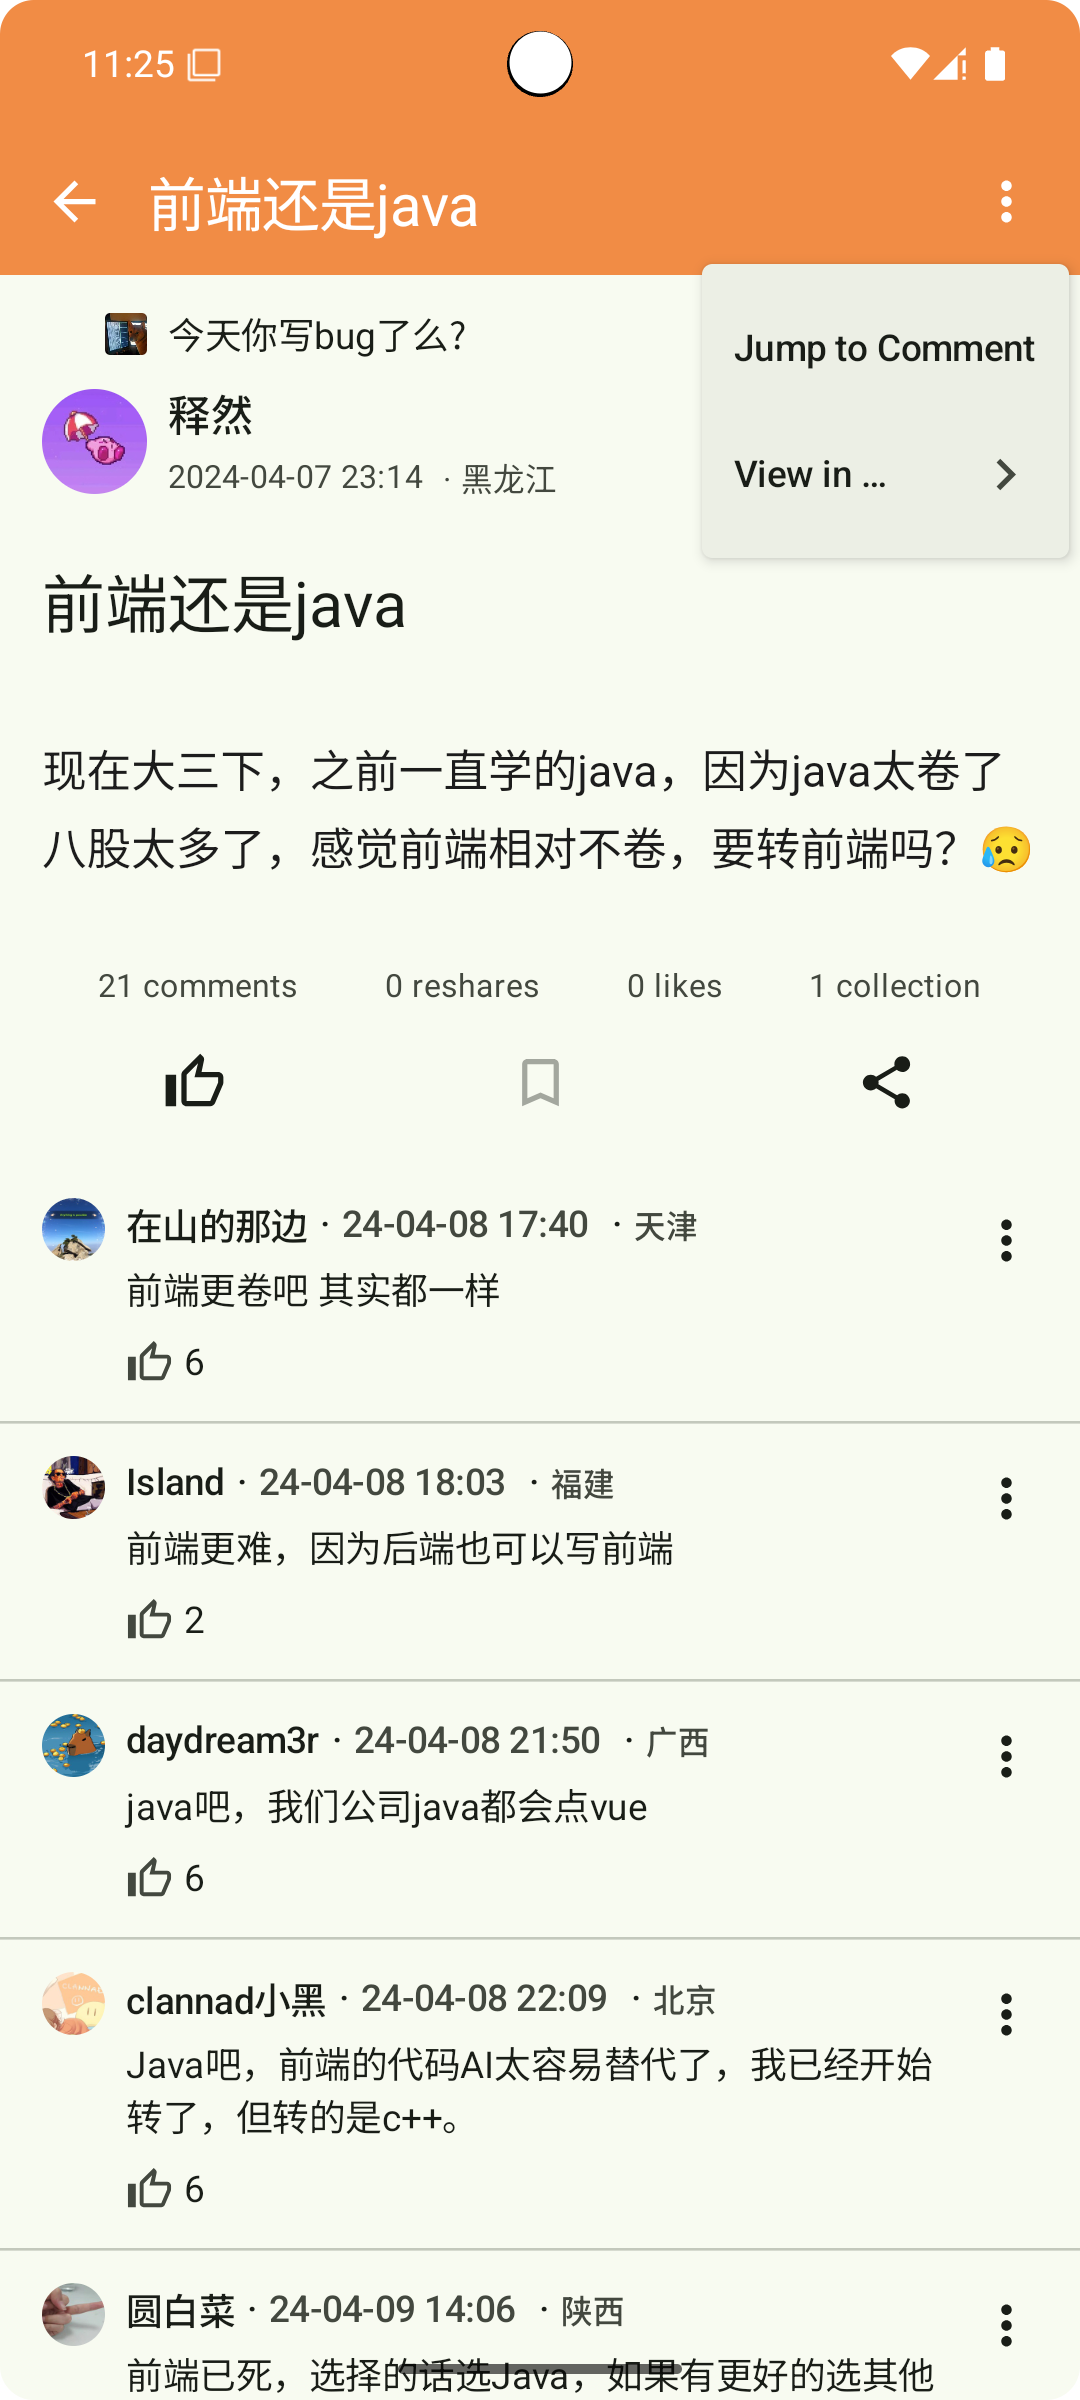 11:25
前端还是java
Jump to Comment
View in ...
今天你写bug了么?
释然
2024-04-07 23:14 · 黑龙江
前端还是java
现在大三下，之前一直学的java，因为java太卷了
八股太多了，感觉前端相对不卷，要转前端吗？😥
21 comments
0 reshares
0 likes
1 collection
在山的那边 · 24-04-08 17:40 · 天津
前端更卷吧 其实都一样
6
Island · 24-04-08 18:03 · 福建
前端更难，因为后端也可以写前端
2
daydream3r · 24-04-08 21:50 · 广西
java吧，我们公司java都会点vue
6
clannad小黑 · 24-04-08 22:09 · 北京
Java吧，前端的代码AI太容易替代了，我已经开始
转了，但转的是c++。
6
圆白菜 · 24-04-09 14:06 · 陕西
前端已死，选择的话选Java，如果有更好的选其他